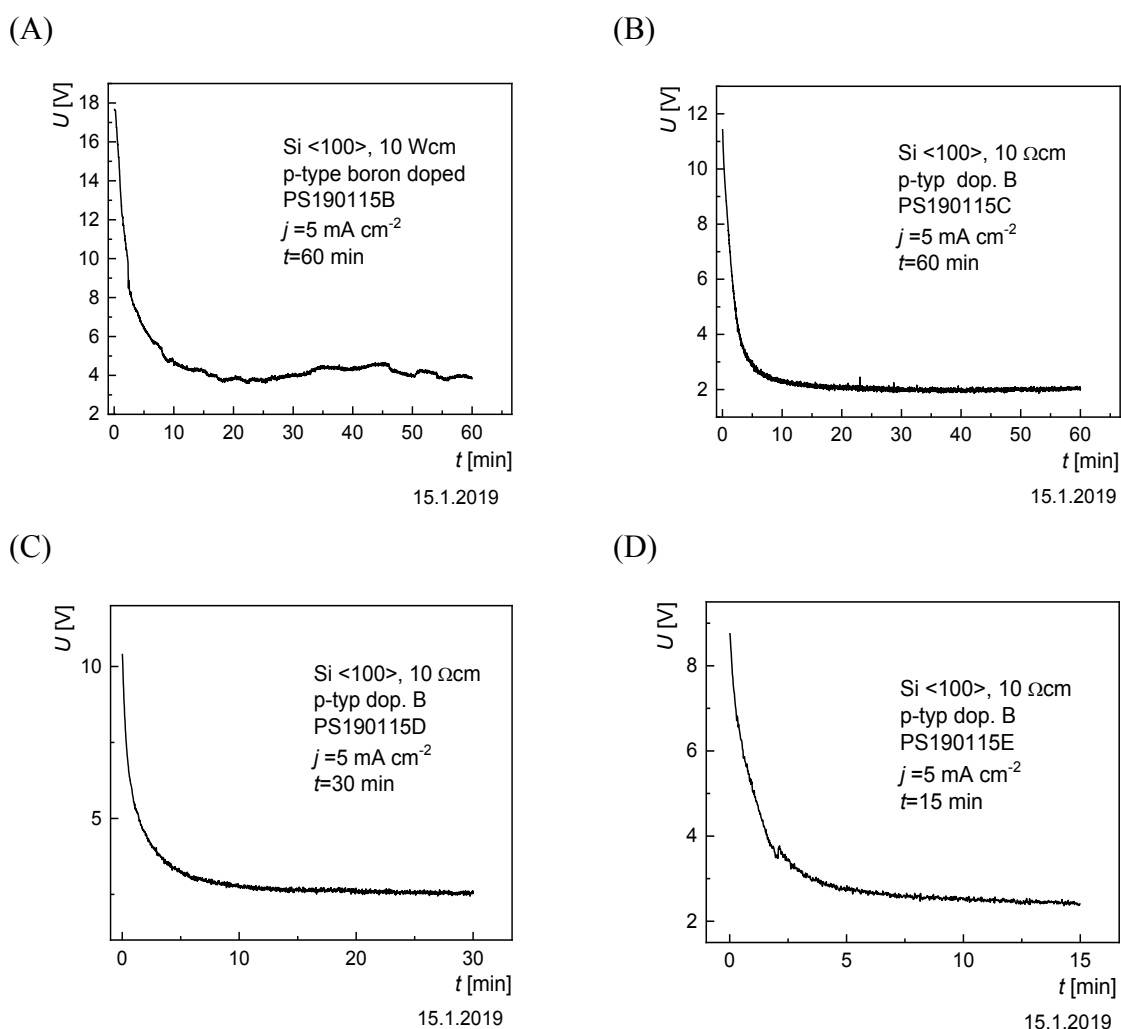 (A)
U [V]
18
16
14
12
10
8
6
4
2
Si <100>, 10 Wcm
p-type boron doped
PS190115B
j =5 mA cm-2
t=60 min
0 10 20 30 40 50 60
t [min]
15.1.2019
(B)
U [V]
12
10
8
6
4
2
Si <100>, 10 Ωcm
p-typ dop. B
PS190115C
j =5 mA cm-2
t=60 min
0 10 20 30 40 50 60
t [min]
15.1.2019
(C)
U [V]
10
5
Si <100>, 10 Ωcm
p-typ dop. B
PS190115D
j =5 mA cm-2
t=30 min
0 10 20 30
t [min]
15.1.2019
(D)
U [V]
8
6
4
2
Si <100>, 10 Ωcm
p-typ dop. B
PS190115E
j =5 mA cm-2
t=15 min
0 5 10 15
t [min]
15.1.2019